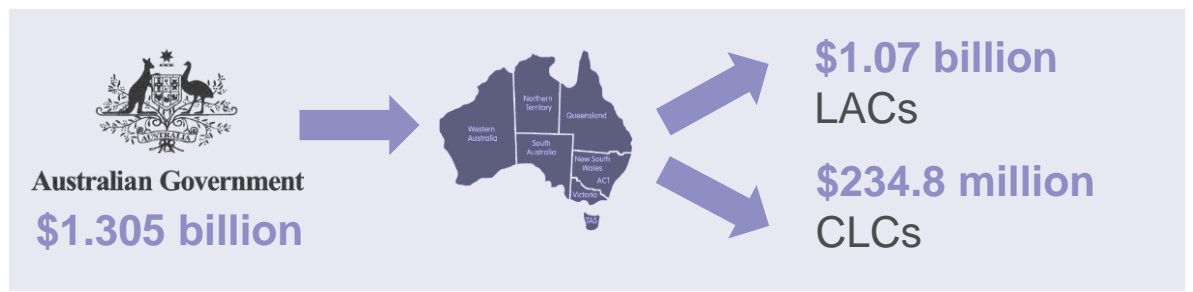 AUSTRALIA
Australian Government
$1.305 billion
Western
Australia
Northern
Territory
Queensland
South
Australia
New South
Wales
ACT
Victoria
TAS
$1.07 billion
LACs
$234.8 million
CLCs